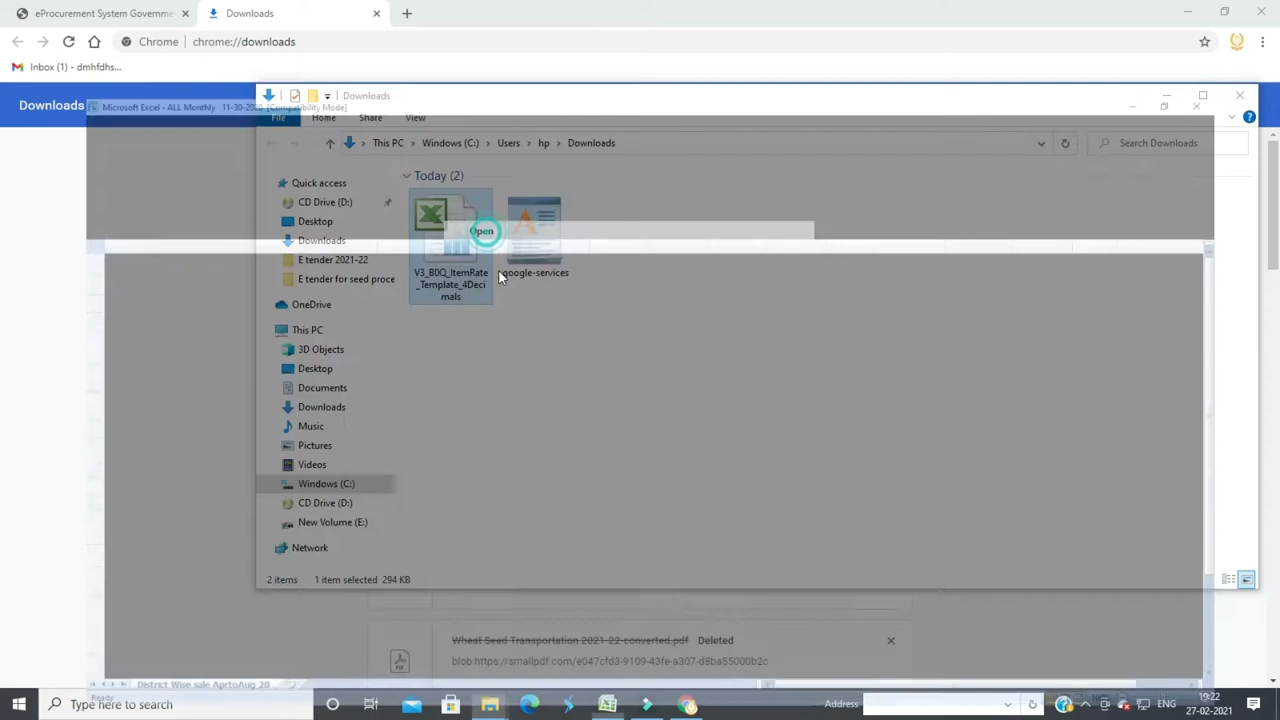 eProcurement System Governme
Downloads
Chrome
chrome://downloads
Inbox (1) - dmhfdhs...
Downloads
Downloads
Microsoft Excel - ALL Monthly 11-30-2020 [Compatibility Mode]
File
Home
Share
View
This PC
Windows (C:)
Users
hp
Downloads
Search Downloads
Quick access
CD Drive (D:)
Desktop
Downloads
E tender 2021-22
E tender for seed proce
OneDrive
This PC
3D Objects
Desktop
Documents
Downloads
Music
Pictures
Videos
Windows (C:)
CD Drive (D:)
New Volume (E:)
Network
Today (2)
Open
V3_B0Q_ItemRate
_Template_4Deci
mals
google-services
2 items
1 item selected 294 KB
Wheat Seed Transportation 2021-22-converted.pdf Deleted
blob:https://smallpdf.com/e047cfd3-9109-43fe-a307-d8ba55000b2c
District Wise sale AprtoAug 20
Ready
Type here to search
Address
ENG
19:22
27-02-2021